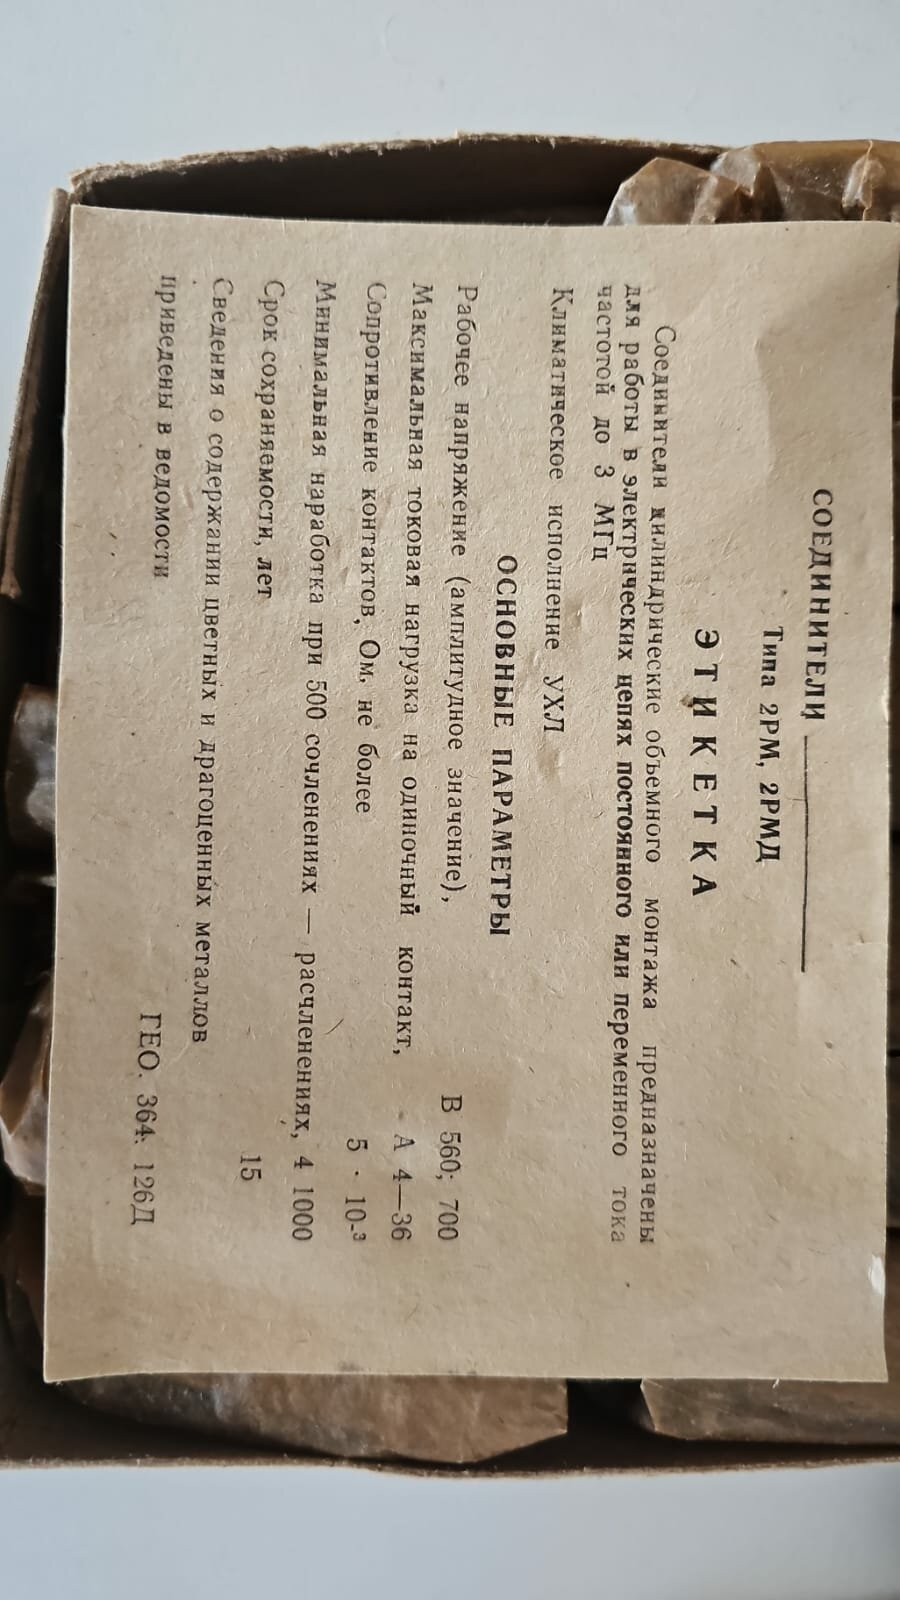 СОЕДИНИТЕЛИ
Типа 2РМ, 2РМД
ЭТИКЕТКА
Соединители цилиндрические объемного монтажа предназначены
для работы в электрических цепях постоянного или переменного тока
частотой до 3 МГц
Климатическое исполнение УХЛ
ОСНОВНЫЕ ПАРАМЕТРЫ
Рабочее напряжение (амплитудное значение), В 560; 700
Максимальная токовая нагрузка на одиночный контакт, А 4—36
Сопротивление контактов, Ом, не более 5 · 10-³
Минимальная наработка при 500 сочленениях — расчленениях, ч 1000
Срок сохраняемости, лет 15
Сведения о содержании цветных и драгоценных металлов
приведены в ведомости
ГЕО. 364. 126Д